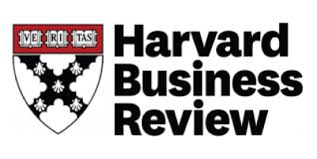 VE RI TAS
Harvard
Business
Review